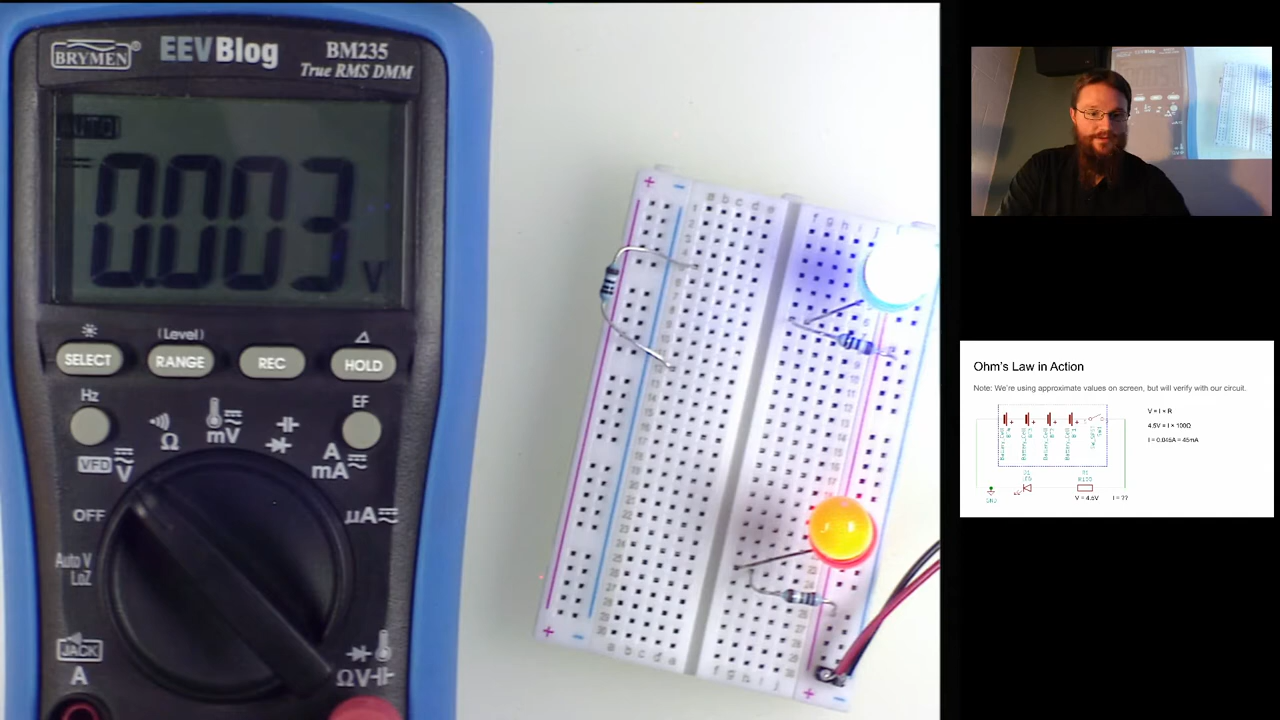 BRYMEN®
EEVBlog
BM235
True RMS DMM
AUTO
0.003 V
(Level)
SELECT
RANGE
REC
HOLD
Hz
EF
Ω
mV
VFD
V
A
mA
OFF
μA
Auto V
LoZ
JACK
A
ΩV
+ −
a b c d e
f g h i j
+ −
a b c d e
f g h i j
+ −
Ohm's Law in Action
Note: We're using approximate values on screen, but will verify with our circuit.
V = I × R
4.5V = I × 100Ω
I = 0.045A = 45mA
V = 4.5V
I = ??